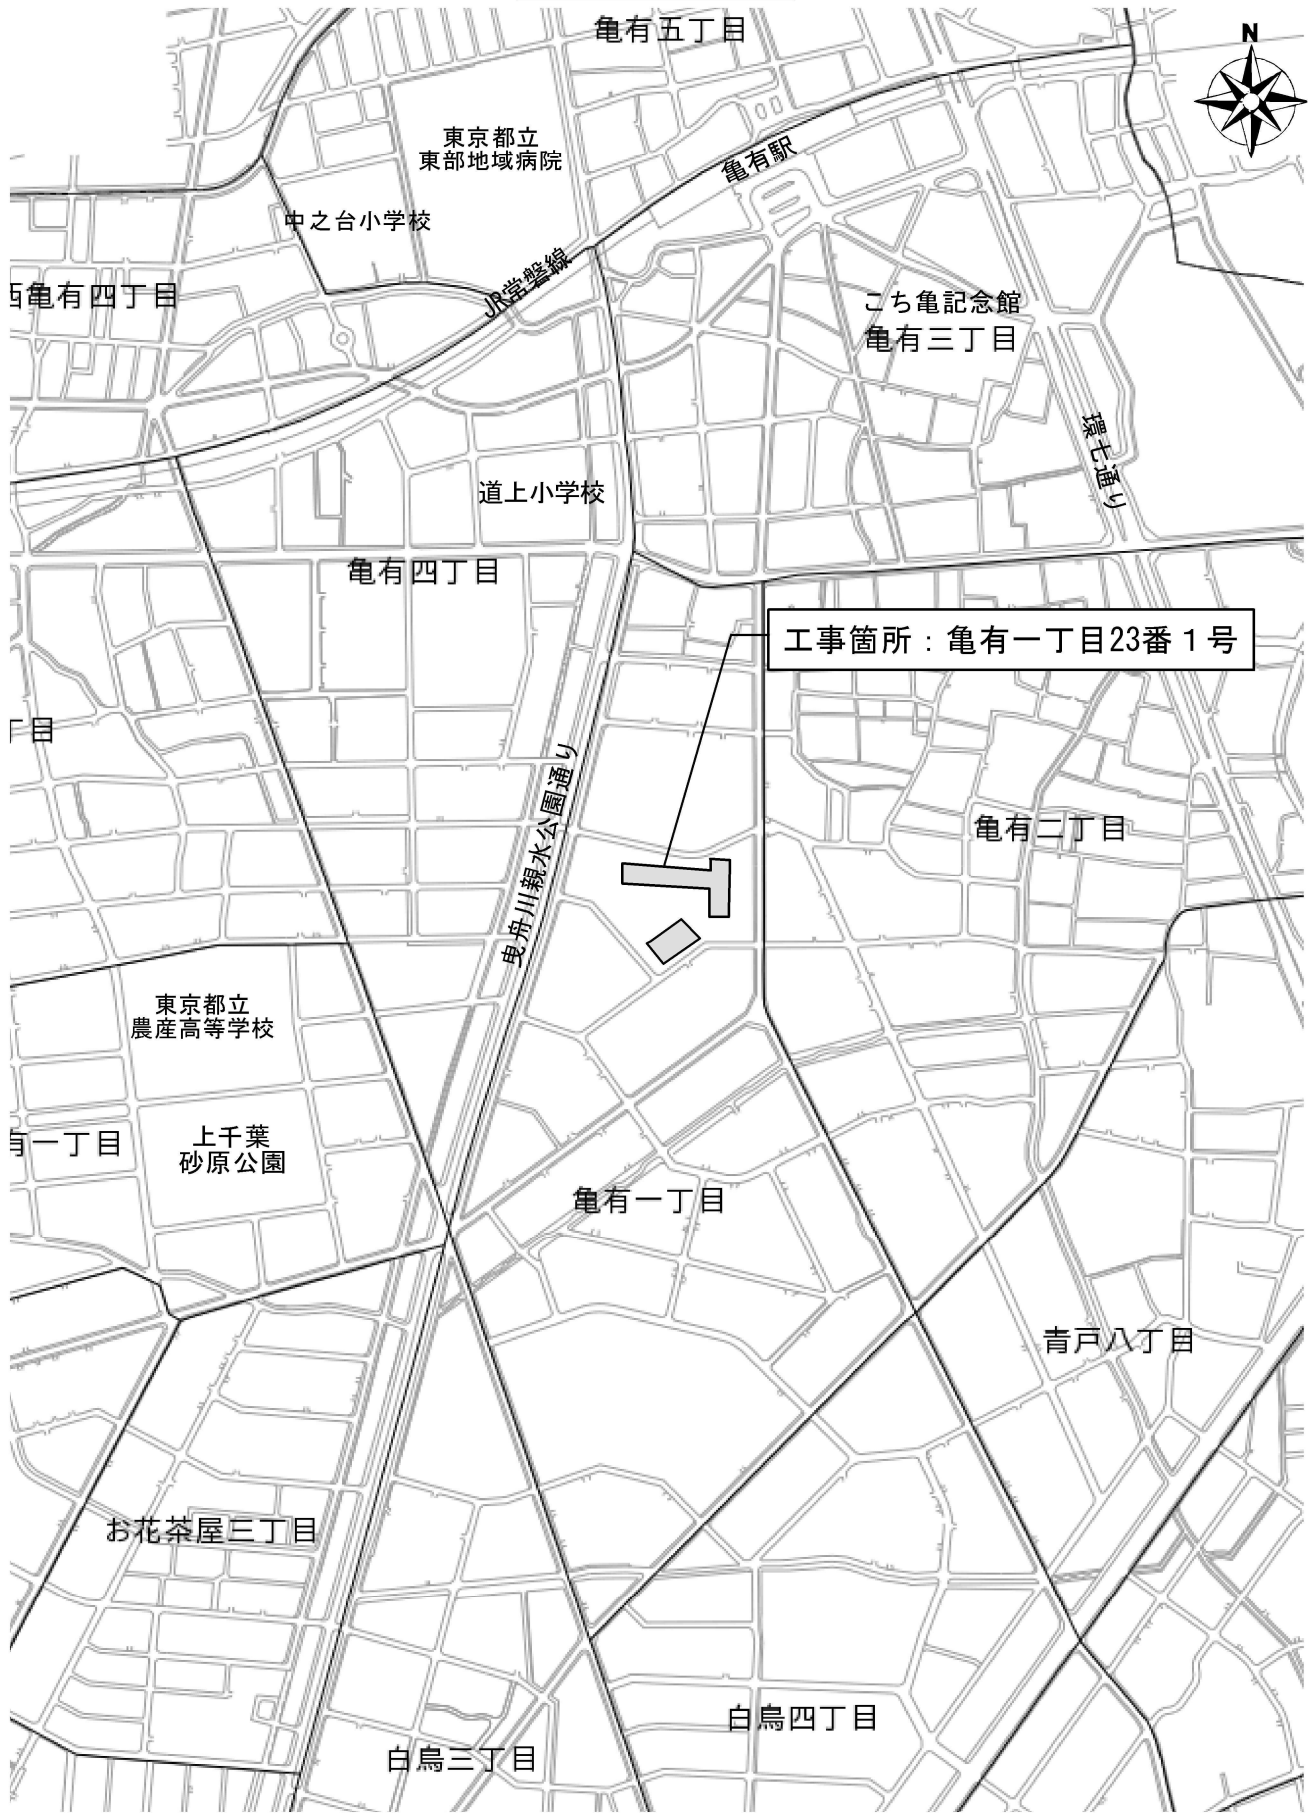 亀有五丁目
N
東京都立
東部地域病院
亀有駅
中之台小学校
JR常磐線
西亀有四丁目
こち亀記念館
亀有三丁目
環七通り
道上小学校
亀有四丁目
工事箇所：亀有一丁目23番１号
丁目
曳舟川親水公園通り
亀有二丁目
東京都立
農産高等学校
上千葉
砂原公園
有一丁目
亀有一丁目
青戸八丁目
お花茶屋三丁目
白鳥四丁目
白鳥三丁目